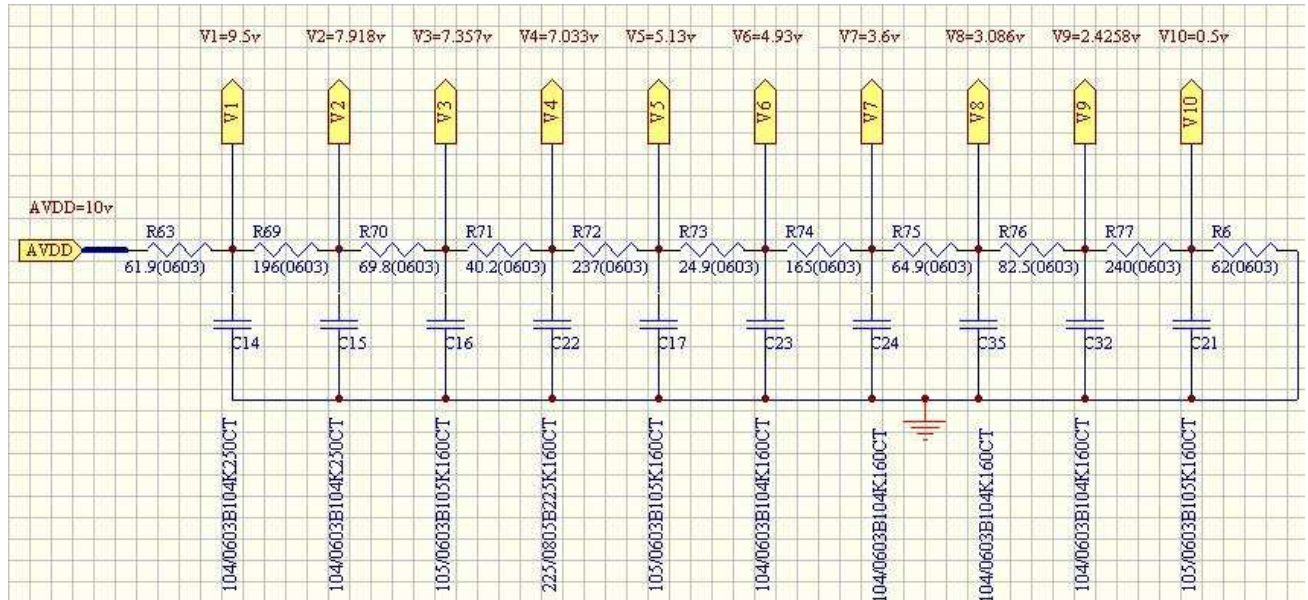 V1=9.5v
V2=7.918v
V3=7.357v
V4=7.033v
V5=5.13v
V6=4.93v
V7=3.6v
V8=3.086v
V9=2.4258v
V10=0.5v
V1
V2
V3
V4
V5
V6
V7
V8
V9
V10
AVDD=10v
AVDD
R63
R69
R70
R71
R72
R73
R74
R75
R76
R77
R6
61.9(0603)
196(0603)
69.8(0603)
40.2(0603)
237(0603)
24.9(0603)
165(0603)
64.9(0603)
82.5(0603)
240(0603)
62(0603)
C14
C15
C16
C22
C17
C23
C24
C35
C32
C21
104/0603B104K250CT
104/0603B104K250CT
105/0603B105K160CT
225/0805B225K160CT
105/0603B105K160CT
104/0603B104K160CT
104/0603B104K160CT
104/0603B104K160CT
104/0603B104K160CT
105/0603B105K160CT